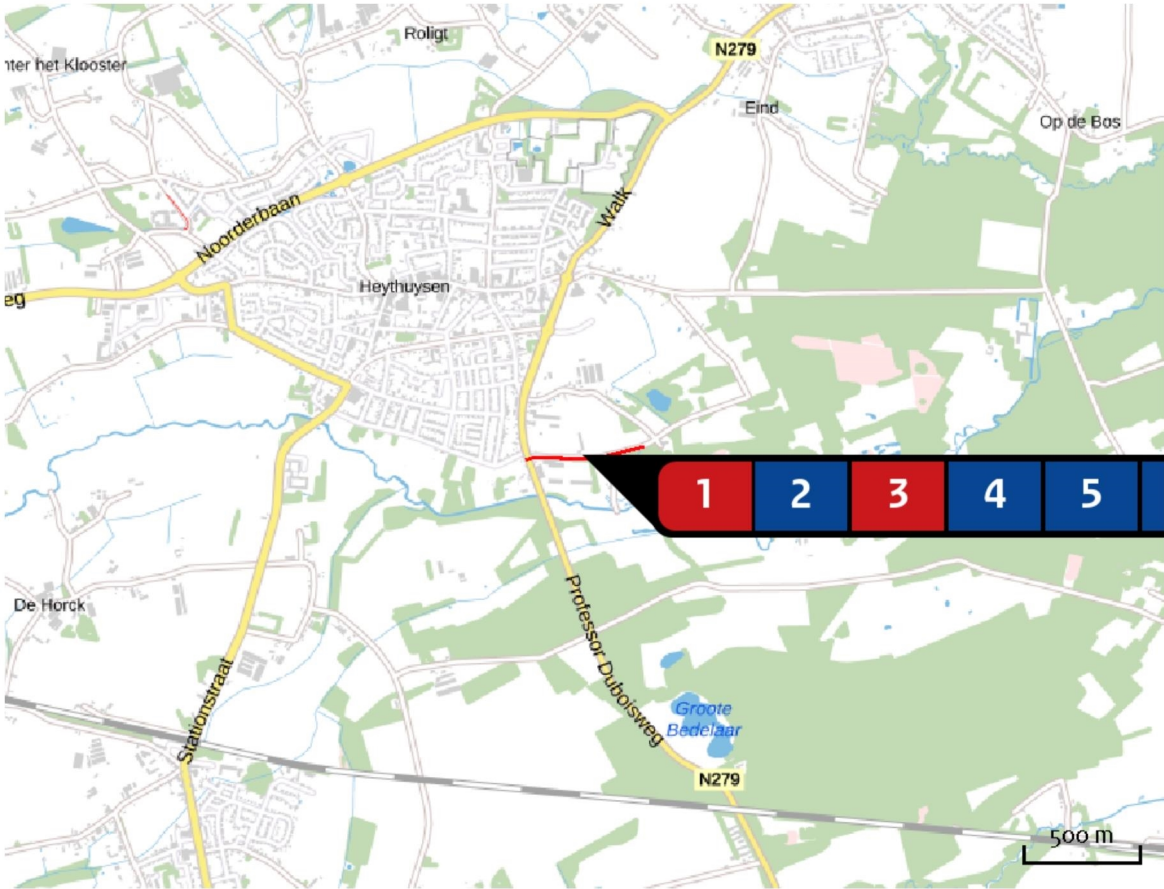 Roligt
nter het Klooster
N279
Eind
Op de Bos
Walk
Noorderbaan
Heythuysen
eg
1 2 3 4 5
De Horck
Professor Duboisweg
Stationstraat
Groote
Bedelaar
N279
500 m